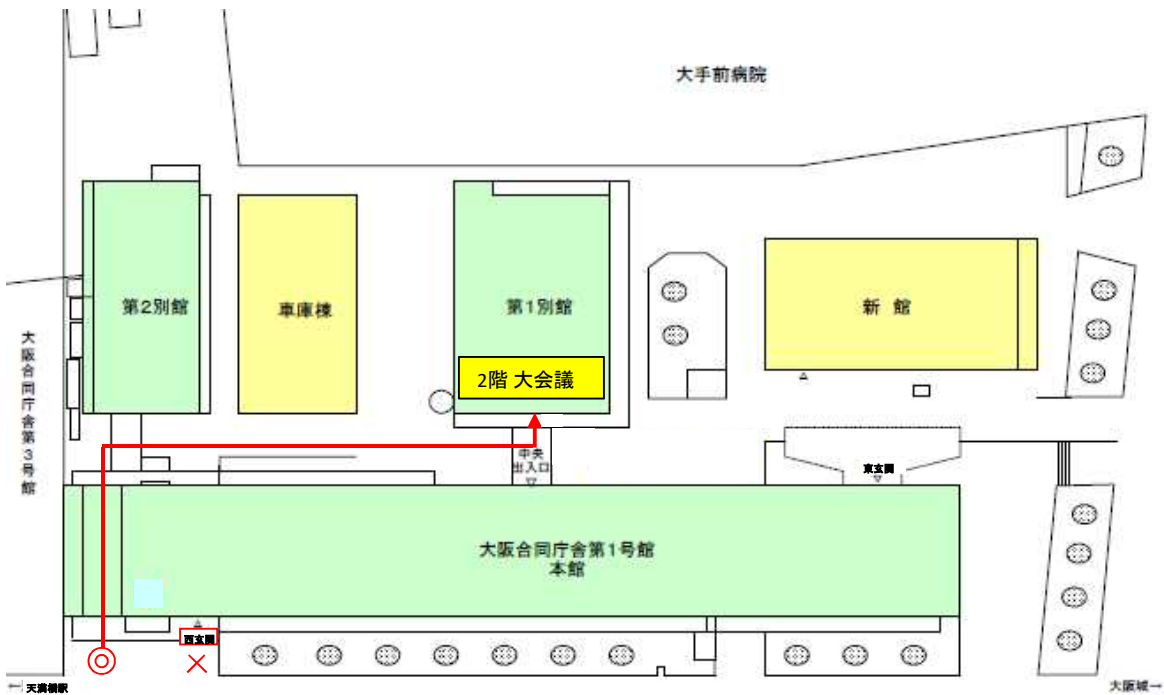 大手前病院
第2別館
車庫棟
第1別館
新 館
2階 大会議
大阪合同庁舎第3号館
中央
出入口
▽
東玄関
▽
大阪合同庁舎第1号館
本館
西玄関
×
←天満橋駅
大阪城→